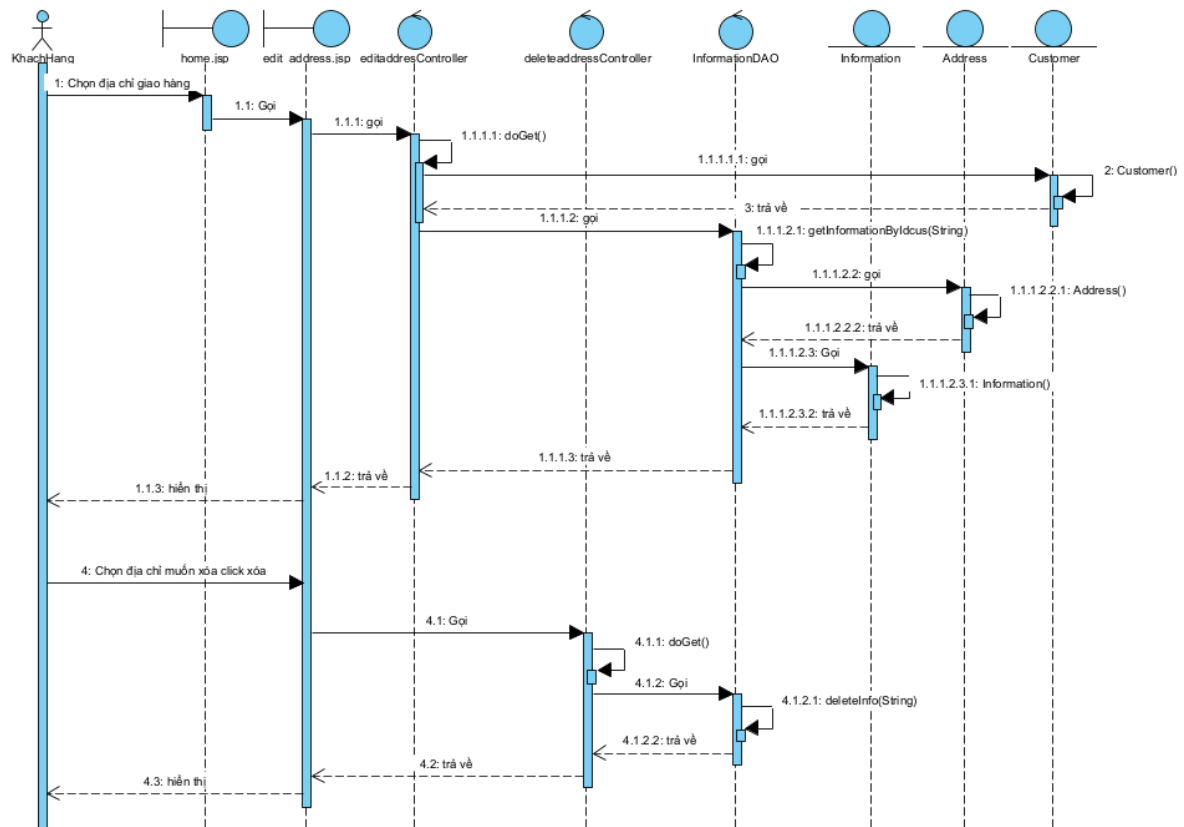 KhachHang
home.jsp
edit address.jsp
editaddresController
deleteaddressController
InformationDAO
Information
Address
Customer
1: Chọn địa chỉ giao hàng
1.1: Gọi
1.1.1: gọi
1.1.1.1: doGet()
1.1.1.1.1: gọi
2: Customer()
3: trả về
1.1.1.2: gọi
1.1.1.2.1: getInformationByIdcus(String)
1.1.1.2.2: gọi
1.1.1.2.2.1: Address()
1.1.1.2.2.2: trả về
1.1.1.2.3: Gọi
1.1.1.2.3.1: Information()
1.1.1.2.3.2: trả về
1.1.1.3: trả về
1.1.2: trả về
1.1.3: hiển thị
4: Chọn địa chỉ muốn xóa click xóa
4.1: Gọi
4.1.1: doGet()
4.1.2: Gọi
4.1.2.1: deleteInfo(String)
4.1.2.2: trả về
4.2: trả về
4.3: hiển thị